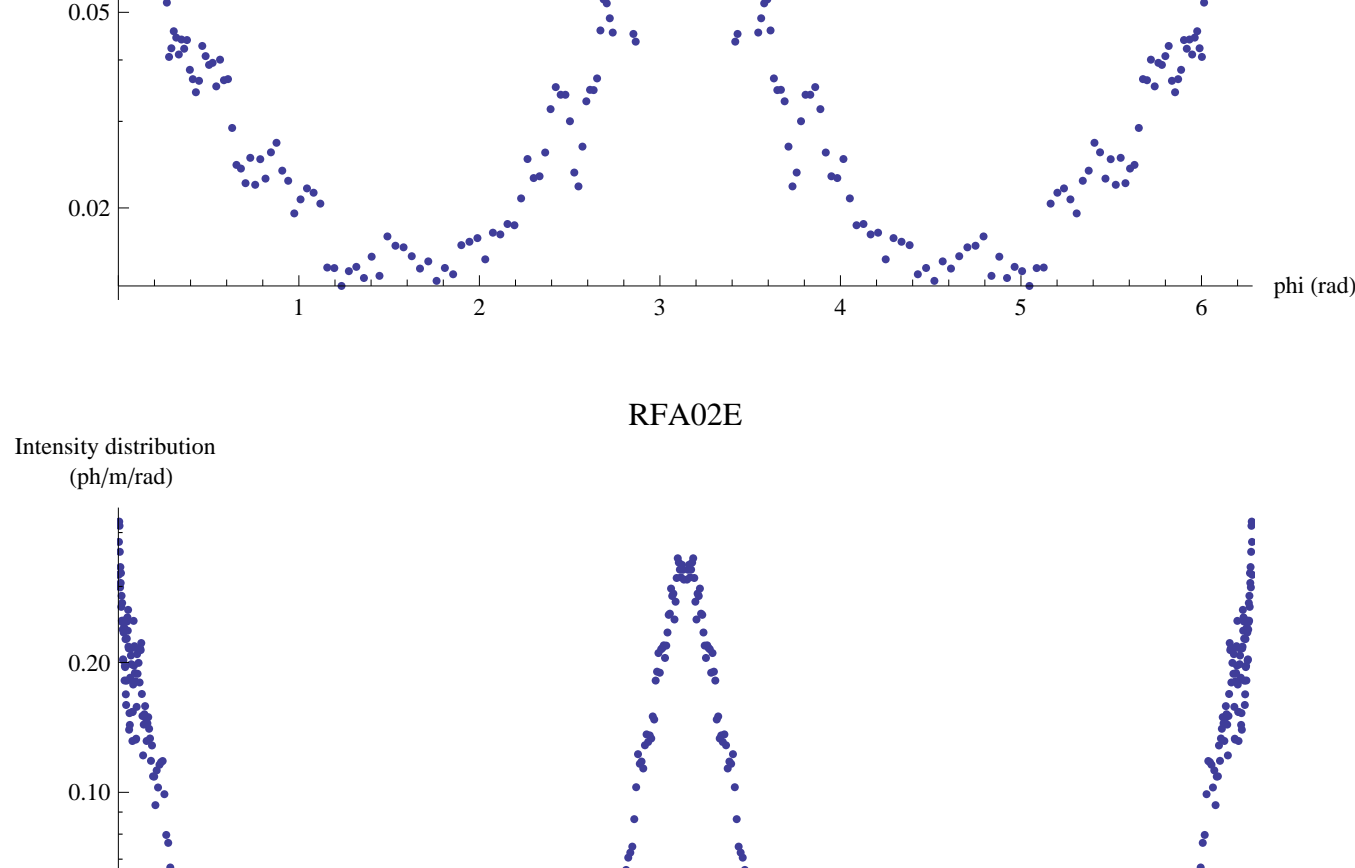 0.05
0.02
1 2 3 4 5 6
phi (rad)
RFA02E
Intensity distribution
(ph/m/rad)
0.20
0.10